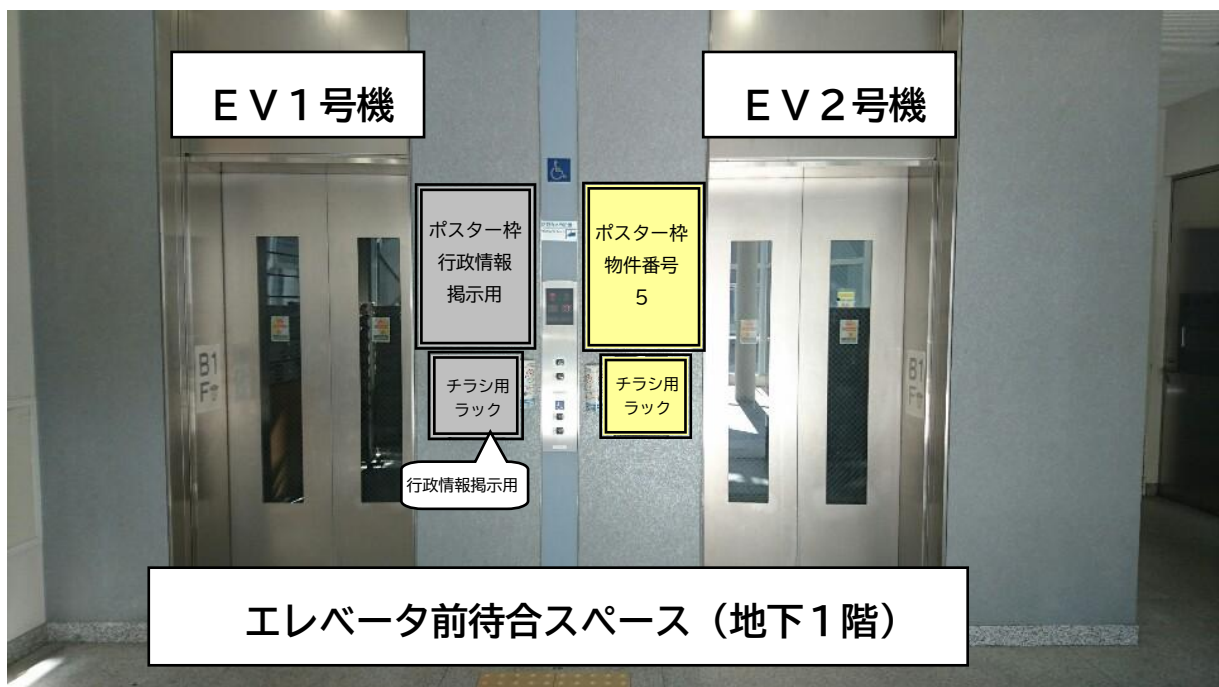 ＥＶ１号機
ＥＶ２号機
ポスター枠
行政情報
掲示用
ポスター枠
物件番号
５
チラシ用
ラック
チラシ用
ラック
行政情報掲示用
B1
F
B1
F
エレベータ前待合スペース（地下１階）